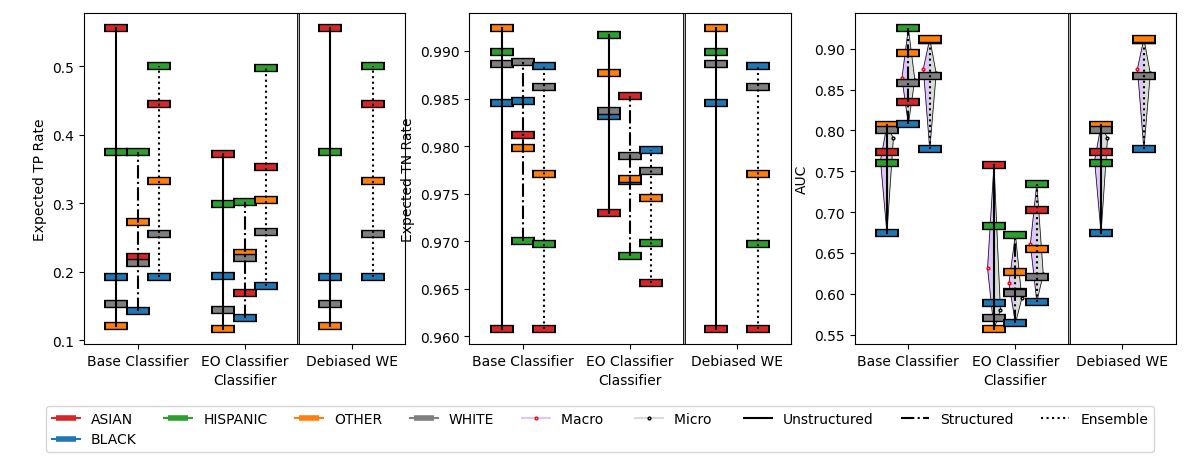 Expected TP Rate
0.5
0.4
0.3
0.2
0.1
Base Classifier EO Classifier Debiased WE
Classifier
Expected TN Rate
0.990
0.985
0.980
0.975
0.970
0.965
0.960
Base Classifier EO Classifier Debiased WE
Classifier
AUC
0.90
0.85
0.80
0.75
0.70
0.65
0.60
0.55
Base Classifier EO Classifier Debiased WE
Classifier
ASIAN HISPANIC OTHER WHITE Macro Micro Unstructured Structured Ensemble
BLACK